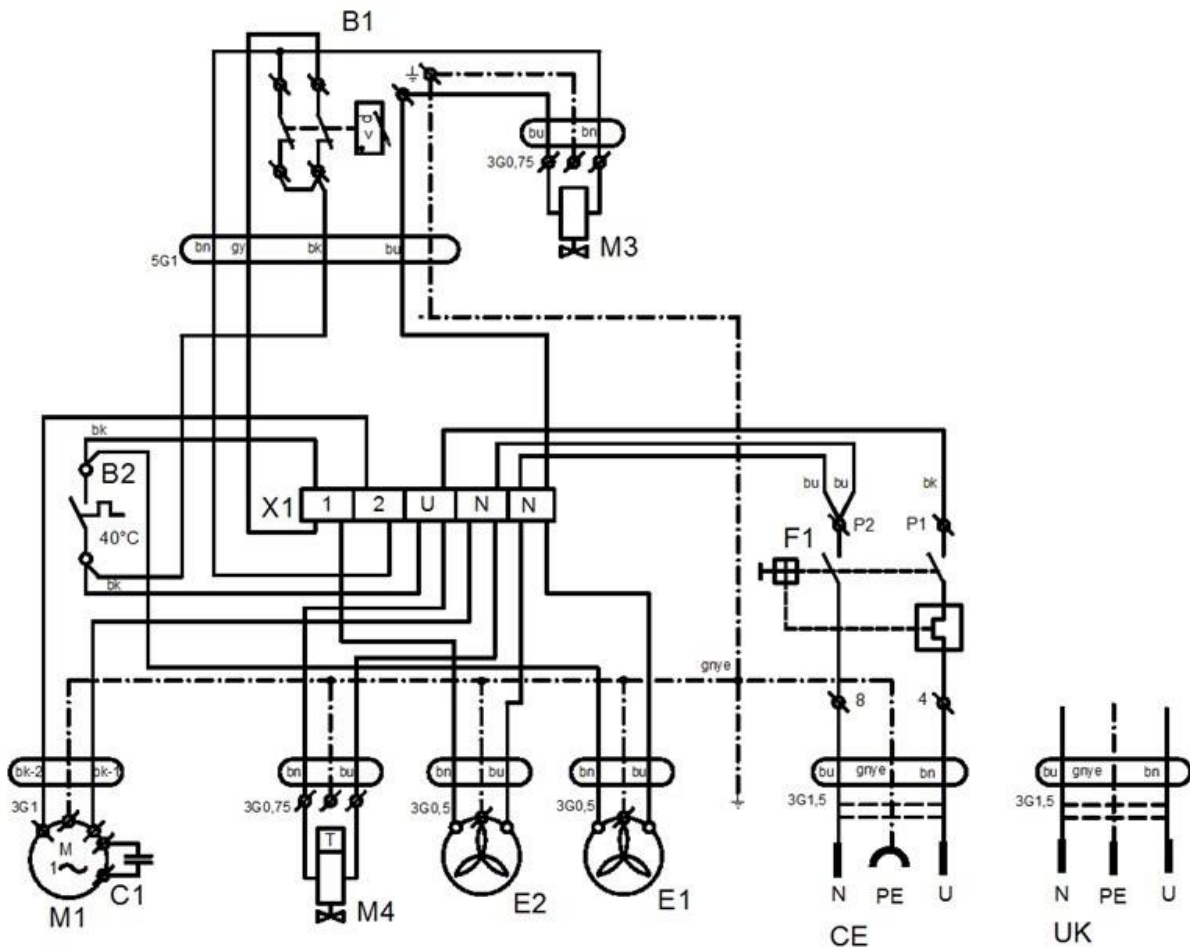 B1
p
v
bu bn
3G0,75
M3
bn gy bk bu
5G1
bk
B2
40°C
bk
X1 1 2 U N N
bu bu bk
P2 P1
F1
gnye
8 4
bk-2 bk-1
3G1
M
1
C1
M1
bn bu
3G0,75
T
M4
bn bu
3G0,5
E2
bn bu
3G0,5
E1
bu gnye bn
3G1,5
N PE U
CE
bu gnye bn
3G1,5
N PE U
UK